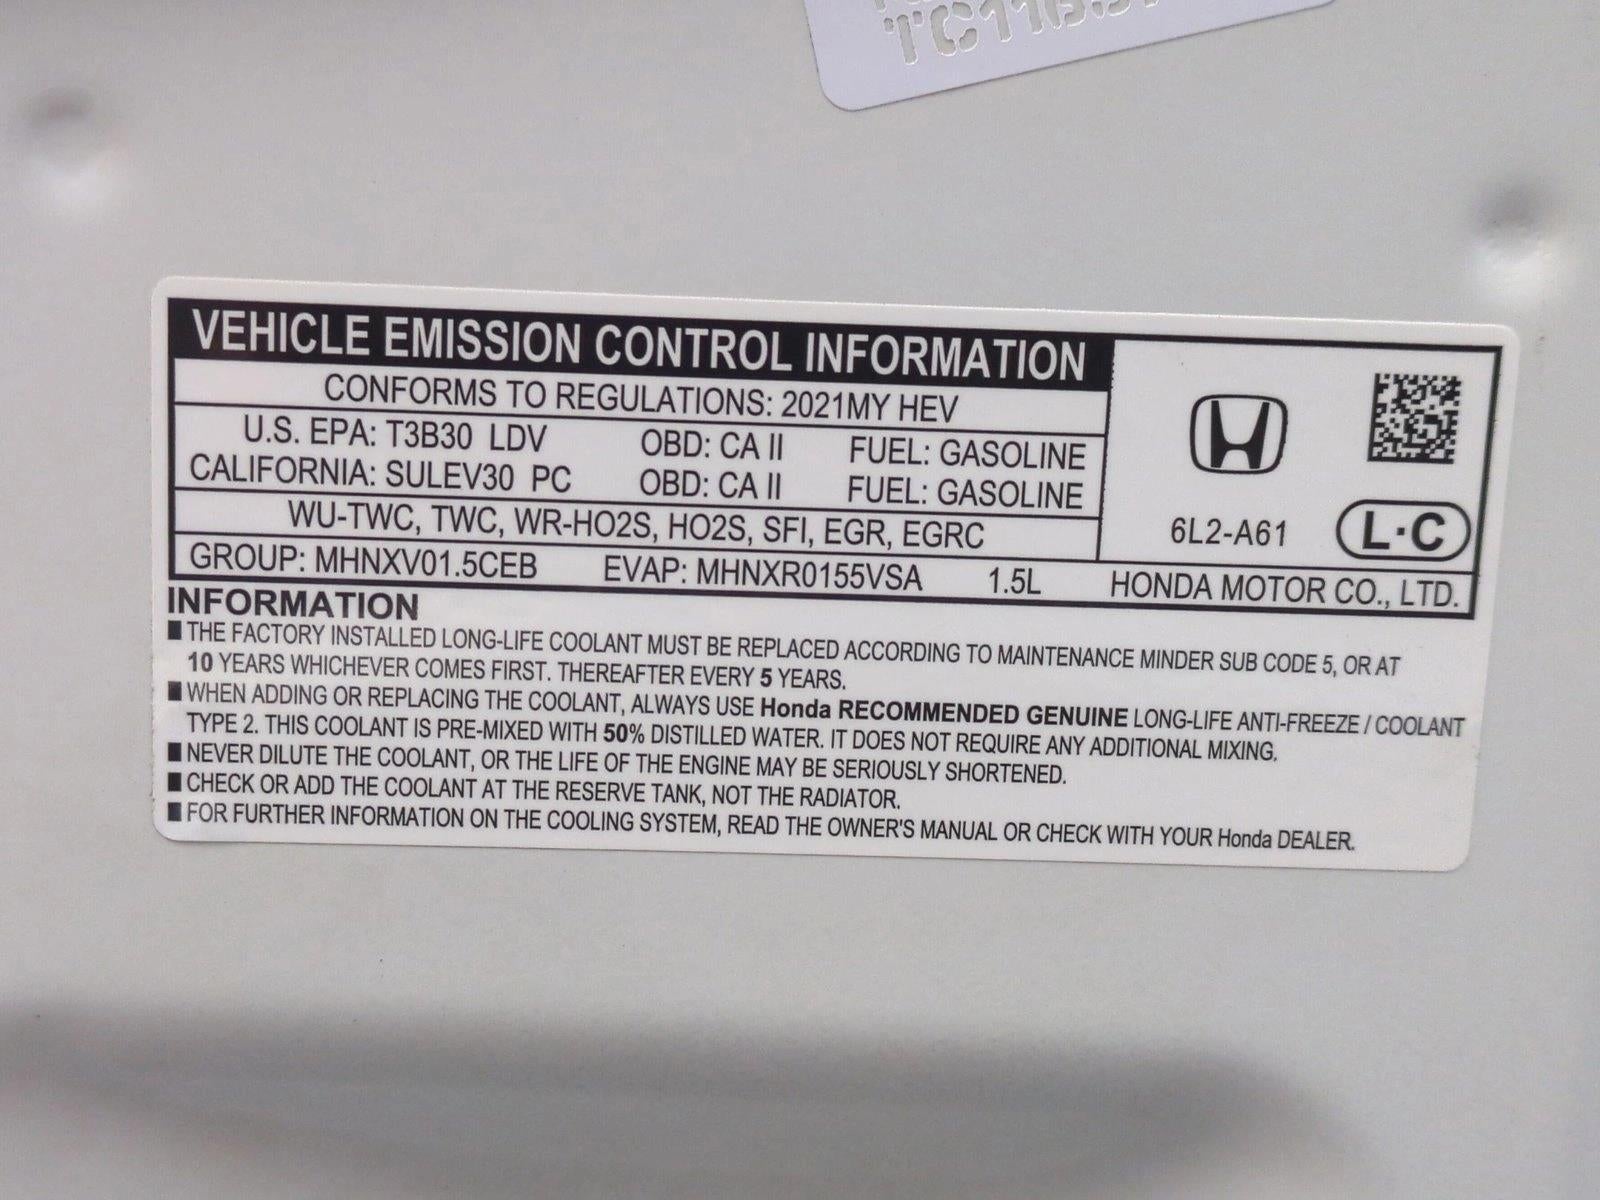 VEHICLE EMISSION CONTROL INFORMATION
CONFORMS TO REGULATIONS: 2021MY HEV
U.S. EPA: T3B30 LDV OBD: CA II FUEL: GASOLINE
CALIFORNIA: SULEV30 PC OBD: CA II FUEL: GASOLINE
WU-TWC, TWC, WR-HO2S, HO2S, SFI, EGR, EGRC
6L2-A61 L·C
GROUP: MHNXV01.5CEB EVAP: MHNXR0155VSA 1.5L HONDA MOTOR CO., LTD.
INFORMATION
■ THE FACTORY INSTALLED LONG-LIFE COOLANT MUST BE REPLACED ACCORDING TO MAINTENANCE MINDER SUB CODE 5, OR AT
10 YEARS WHICHEVER COMES FIRST. THEREAFTER EVERY 5 YEARS.
■ WHEN ADDING OR REPLACING THE COOLANT, ALWAYS USE Honda RECOMMENDED GENUINE LONG-LIFE ANTI-FREEZE / COOLANT
TYPE 2. THIS COOLANT IS PRE-MIXED WITH 50% DISTILLED WATER. IT DOES NOT REQUIRE ANY ADDITIONAL MIXING.
■ NEVER DILUTE THE COOLANT, OR THE LIFE OF THE ENGINE MAY BE SERIOUSLY SHORTENED.
■ CHECK OR ADD THE COOLANT AT THE RESERVE TANK, NOT THE RADIATOR.
■ FOR FURTHER INFORMATION ON THE COOLING SYSTEM, READ THE OWNER'S MANUAL OR CHECK WITH YOUR Honda DEALER.